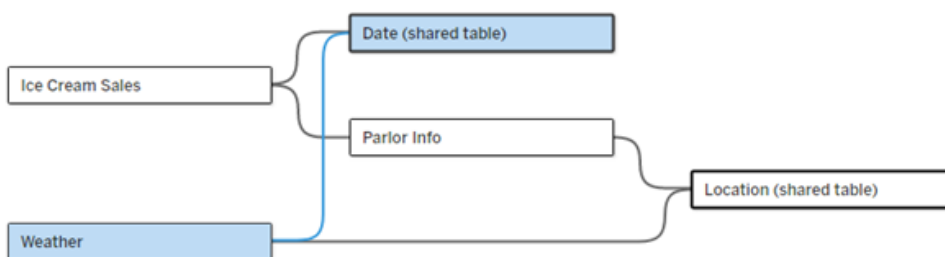 Date (shared table)
Ice Cream Sales
Parlor Info
Location (shared table)
Weather